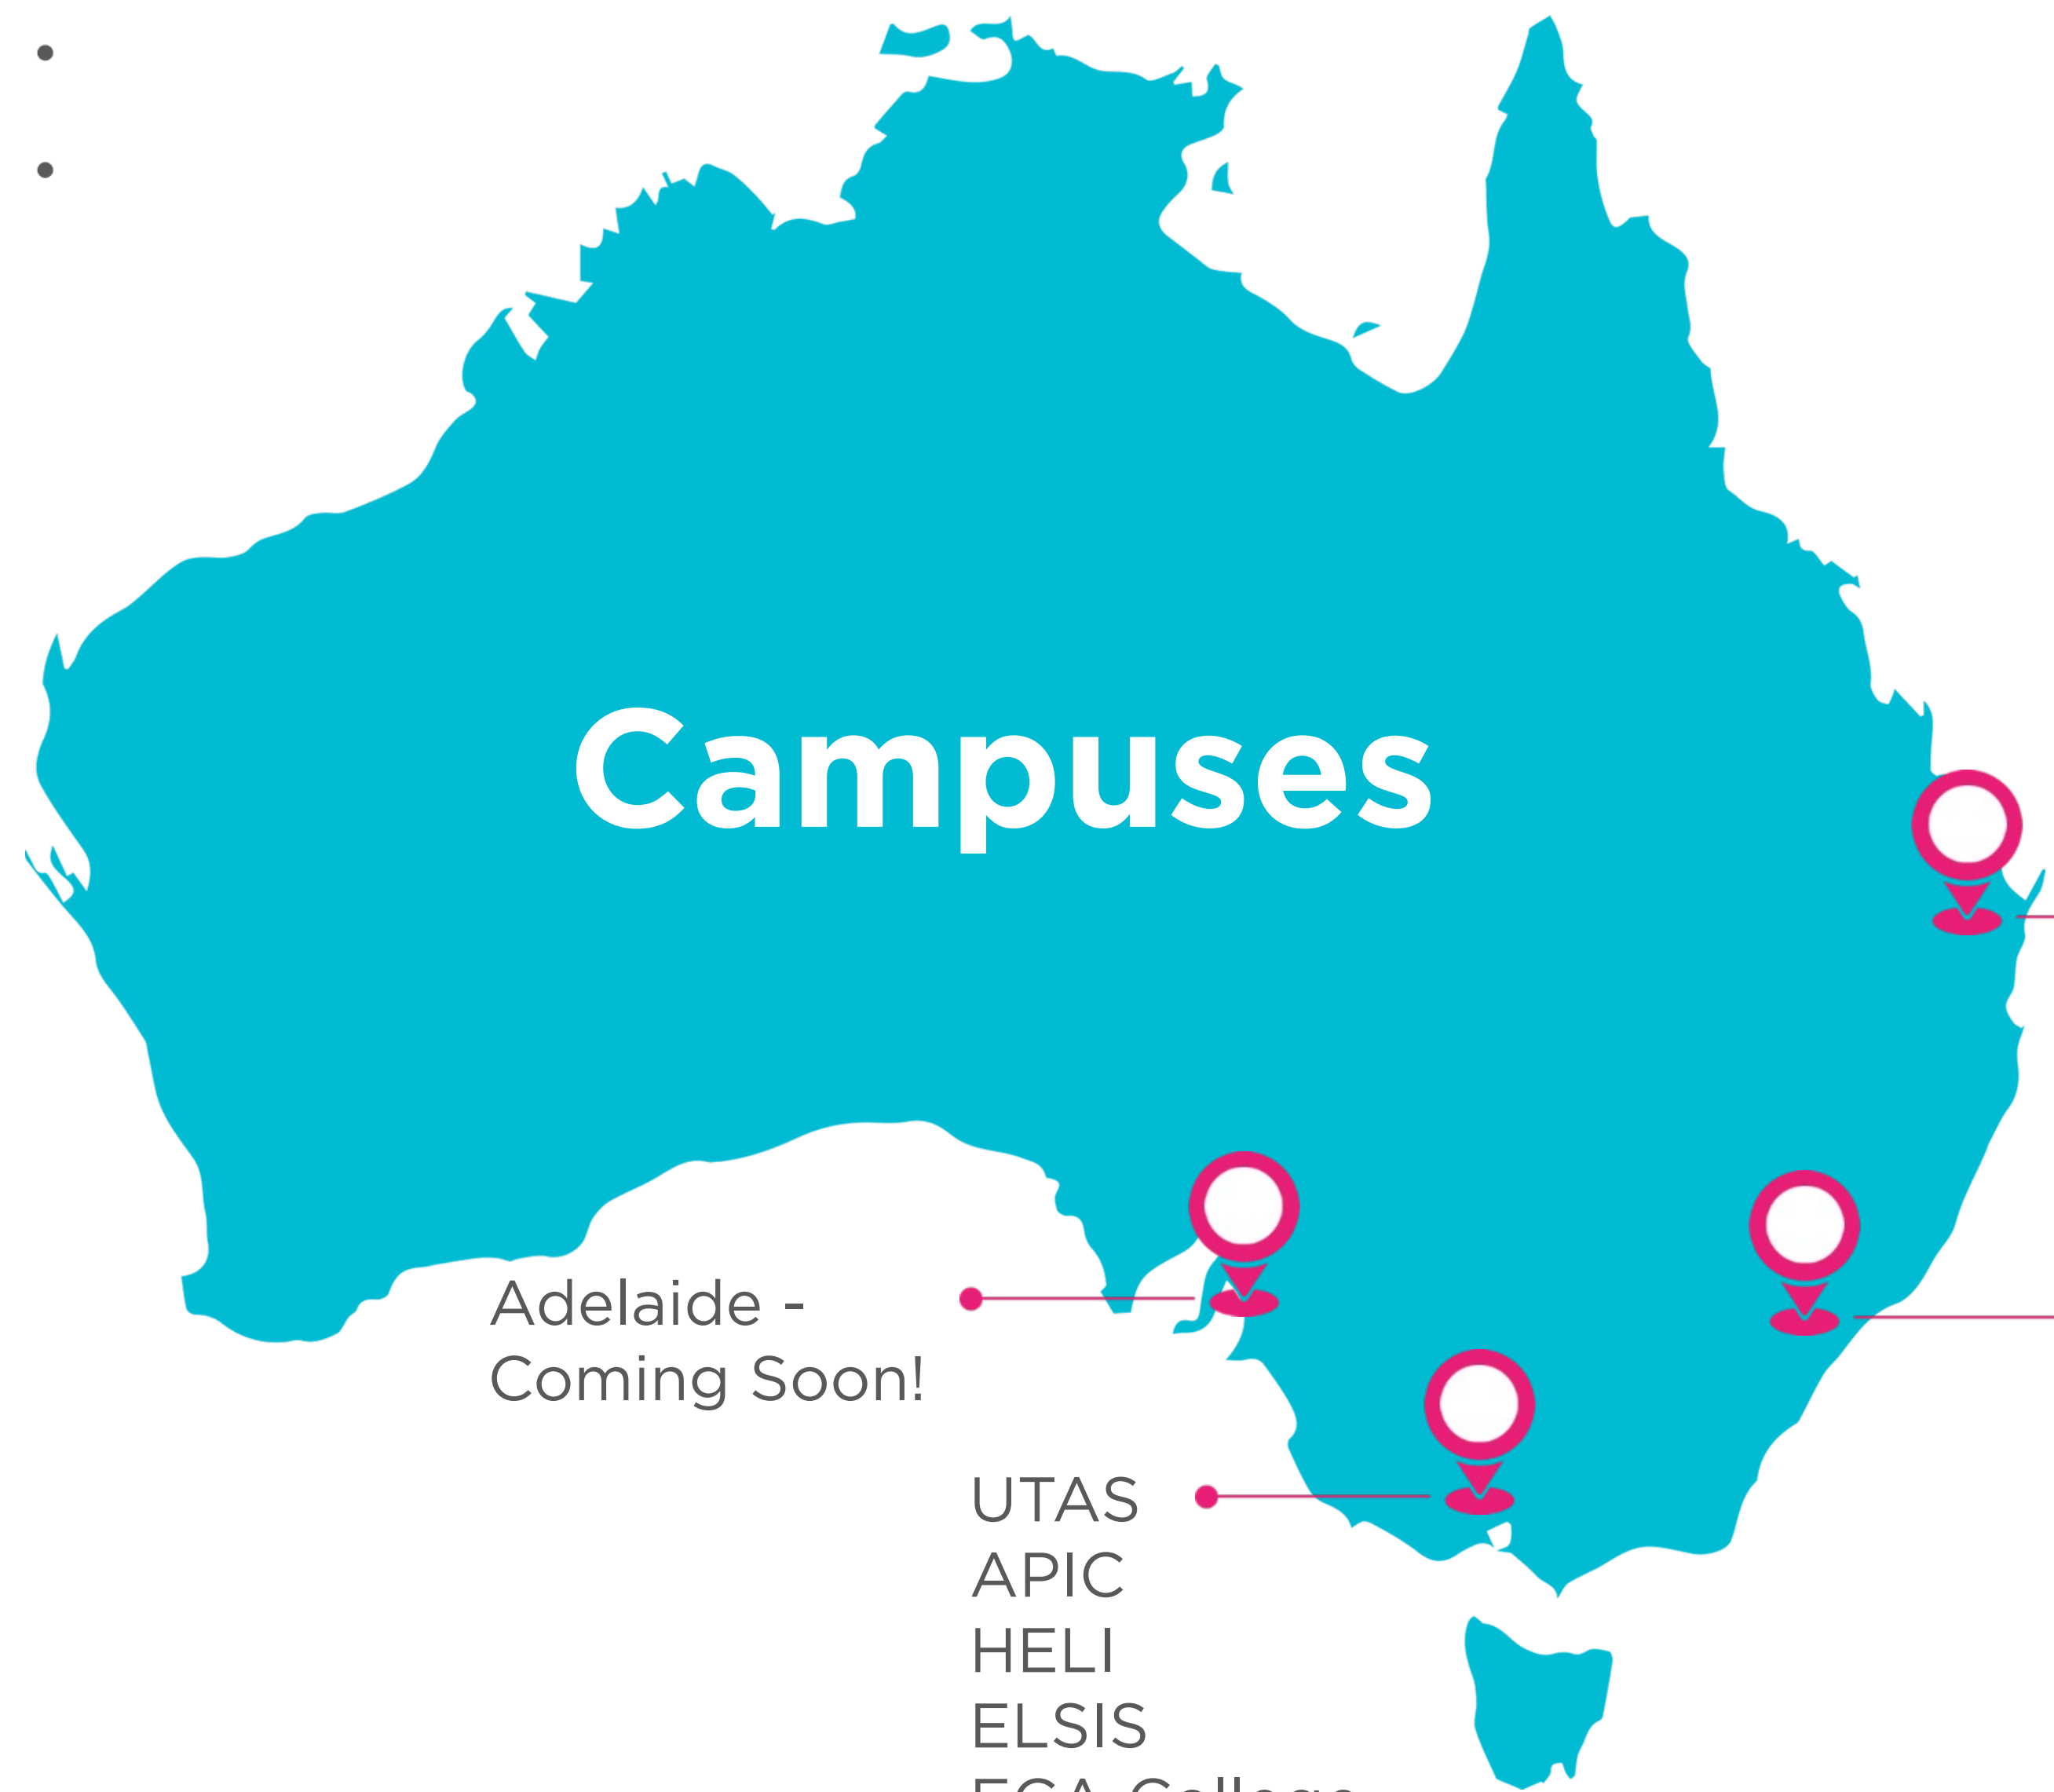 Campuses
Adelaide -
Coming Soon!
UTAS
APIC
HELI
ELSIS